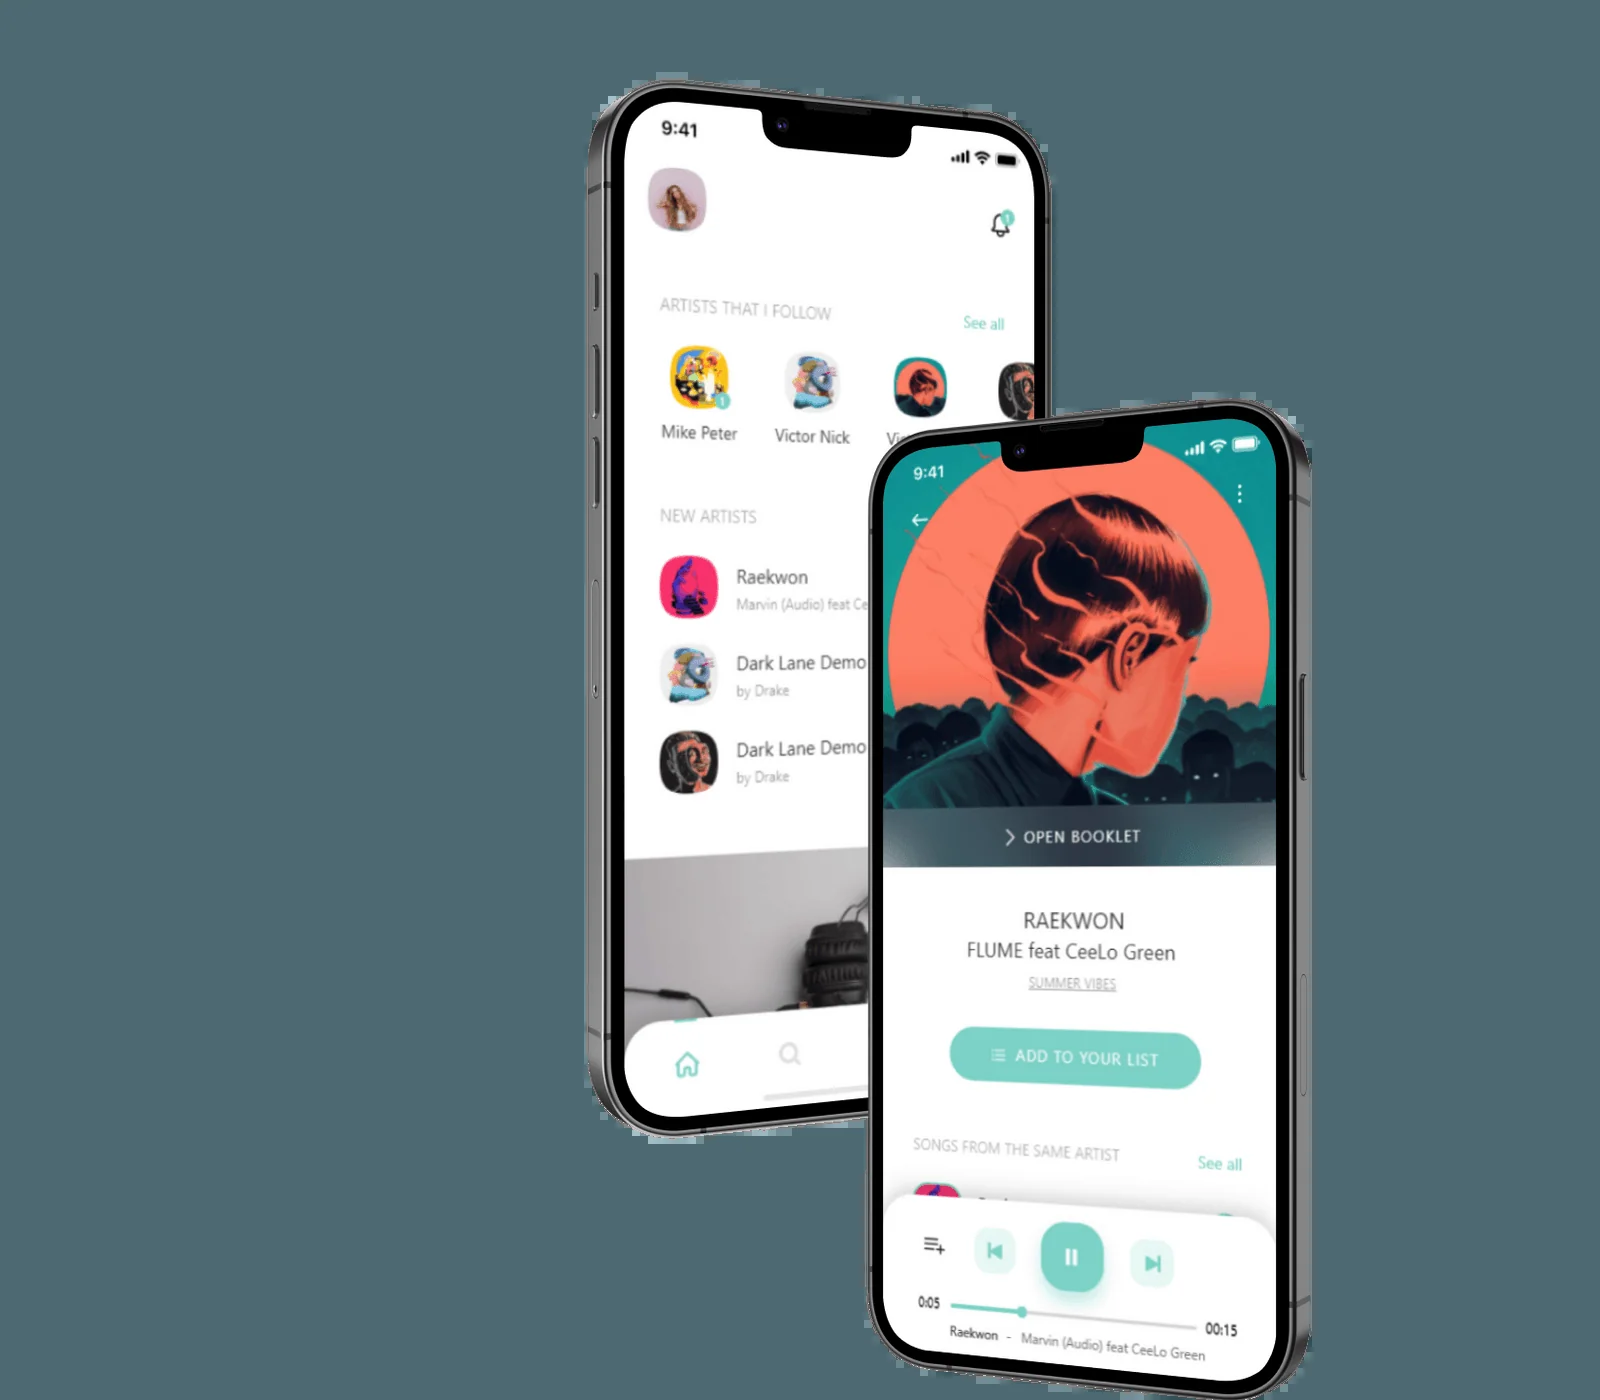 9:41
1
ARTISTS THAT I FOLLOW
See all
1
Mike Peter
Victor Nick
NEW ARTISTS
Raekwon
Marvin (Audio) feat Ce
Dark Lane Demo
by Drake
Dark Lane Demo
by Drake
9:41
OPEN BOOKLET
RAEKWON
FLUME feat CeeLo Green
SUMMER VIBES
ADD TO YOUR LIST
SONGS FROM THE SAME ARTIST
See all
0:05
00:15
Raekwon - Marvin (Audio) feat CeeLo Green